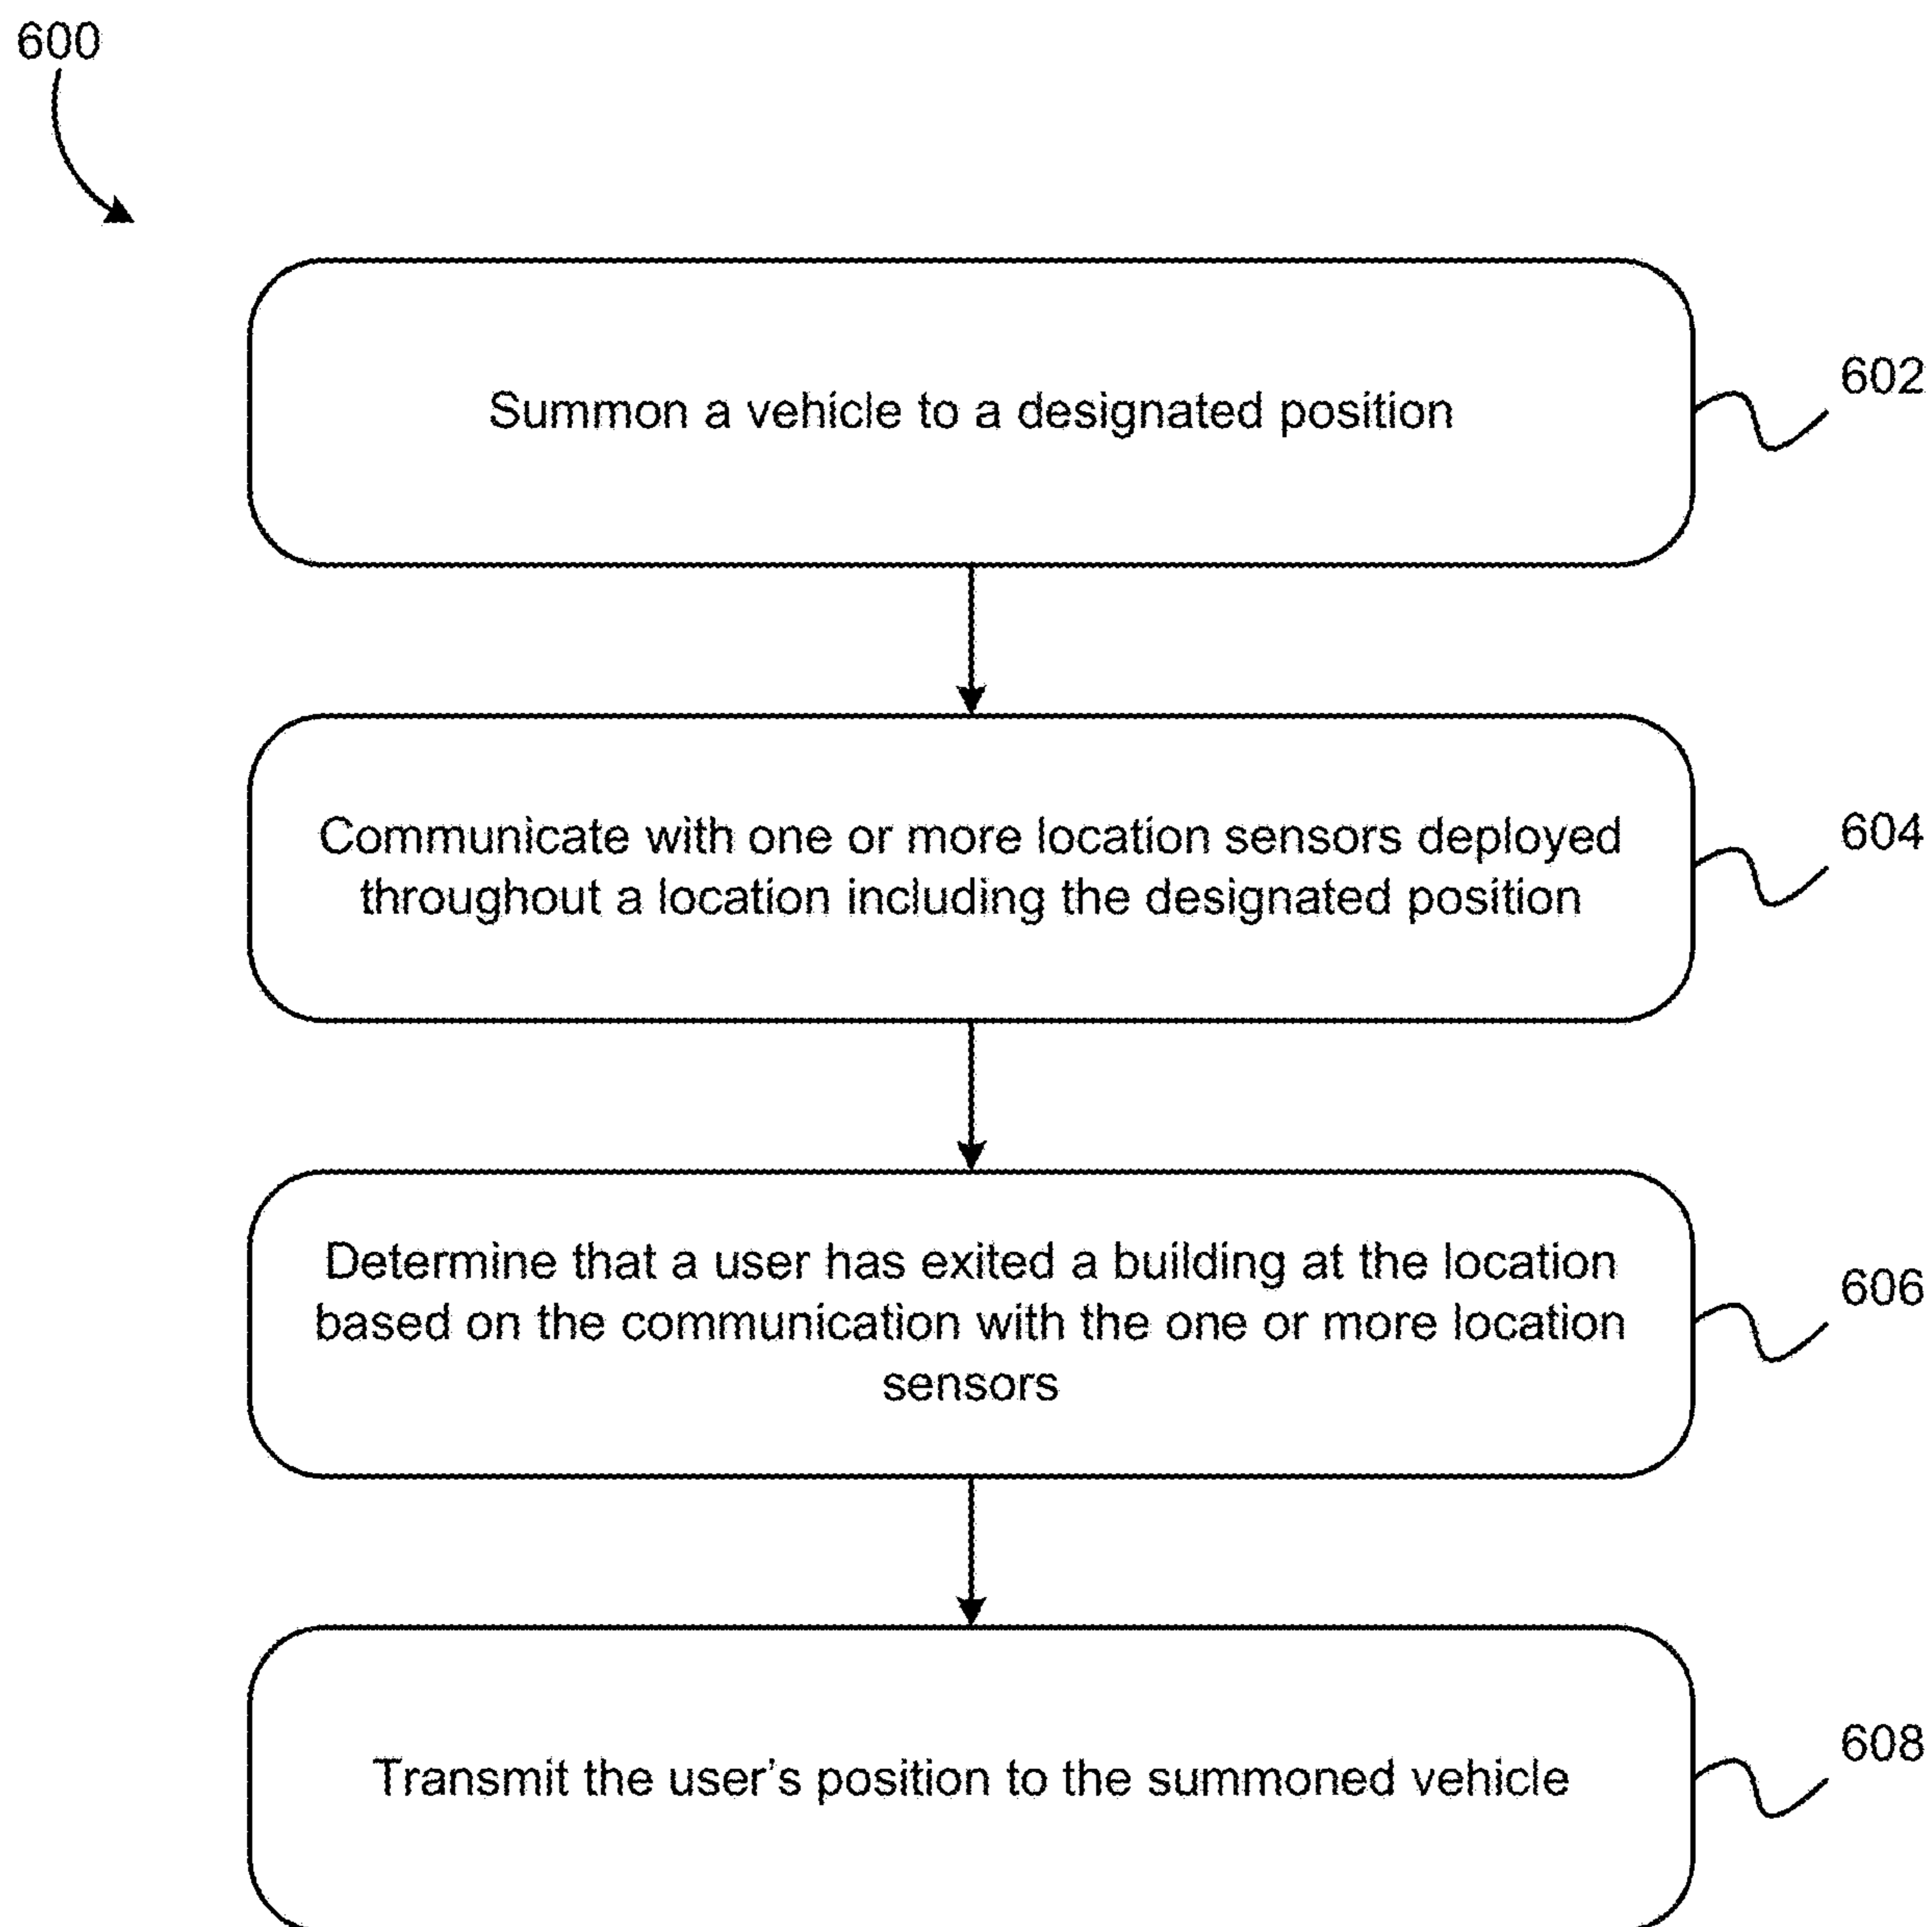 600
Summon a vehicle to a designated position
602
Communicate with one or more location sensors deployed
throughout a location including the designated position
604
Determine that a user has exited a building at the location
based on the communication with the one or more location
sensors
606
Transmit the user's position to the summoned vehicle
608